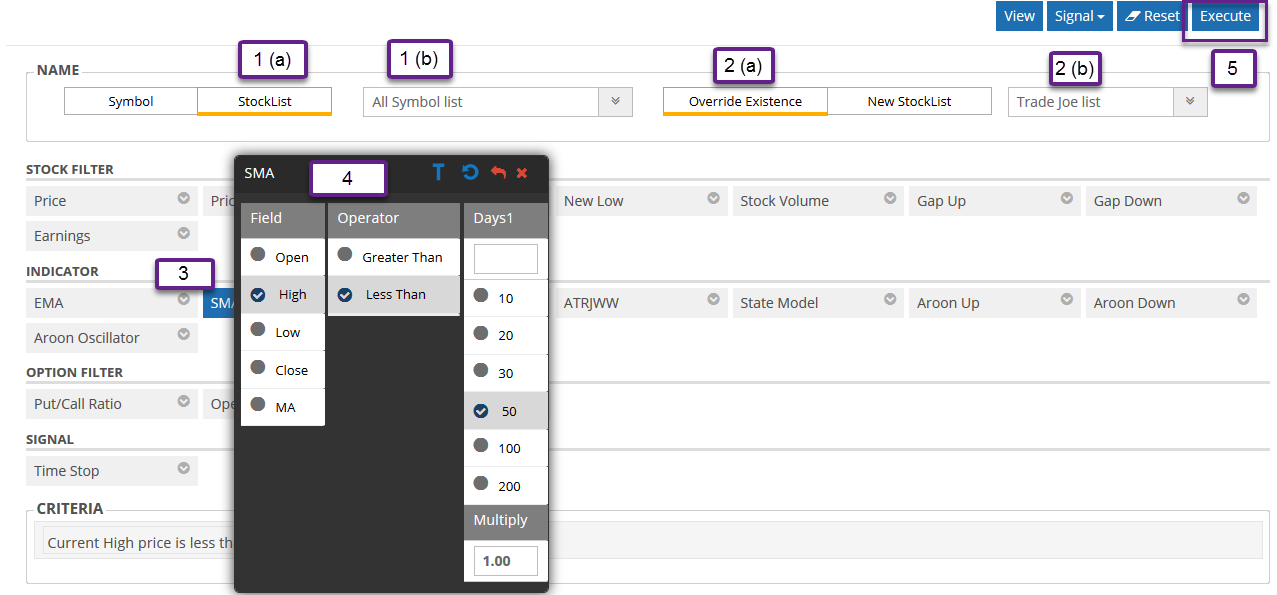 View Signal Reset Execute
1 (a) 1 (b) 2 (a) 2 (b) 5
NAME
Symbol StockList All Symbol list Override Existence New StockList Trade Joe list
STOCK FILTER
Price Pric New Low Stock Volume Gap Up Gap Down
Earnings
INDICATOR
3
EMA SMA ATRJWW State Model Aroon Up Aroon Down
Aroon Oscillator
OPTION FILTER
Put/Call Ratio Ope
SIGNAL
Time Stop
CRITERIA
Current High price is less th
SMA 4 T
Field Operator Days1
Open Greater Than
High Less Than
Low
Close
MA
10
20
30
50
100
200
Multiply
1.00